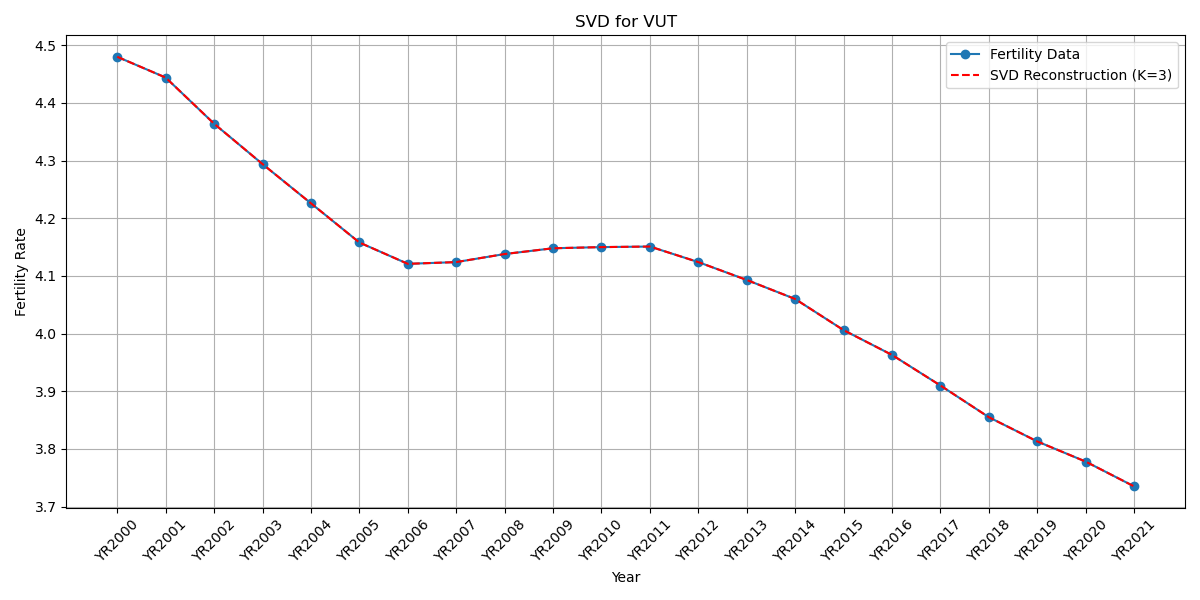 SVD for VUT
Fertility Data
SVD Reconstruction (K=3)
Fertility Rate
4.5
4.4
4.3
4.2
4.1
4.0
3.9
3.8
3.7
YR2000
YR2001
YR2002
YR2003
YR2004
YR2005
YR2006
YR2007
YR2008
YR2009
YR2010
YR2011
YR2012
YR2013
YR2014
YR2015
YR2016
YR2017
YR2018
YR2019
YR2020
YR2021
Year